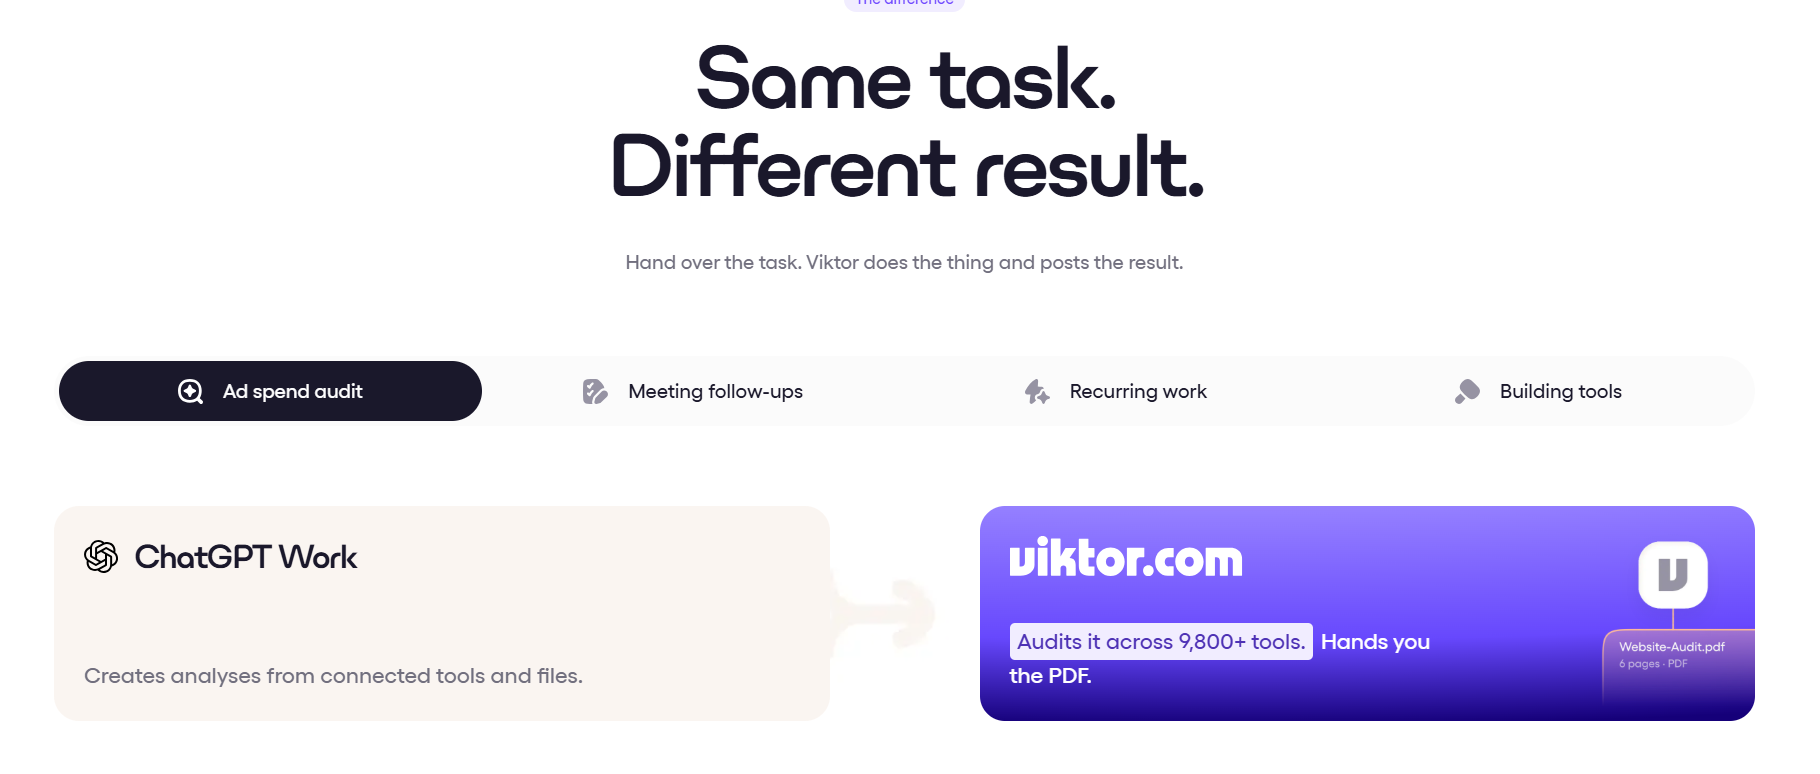 The difference
Same task.
Different result.
Hand over the task. Viktor does the thing and posts the result.
Ad spend audit
Meeting follow-ups
Recurring work
Building tools
ChatGPT Work
Creates analyses from connected tools and files.
viktor.com
Audits it across 9,800+ tools. Hands you
the PDF.
Website-Audit.pdf
6 pages · PDF